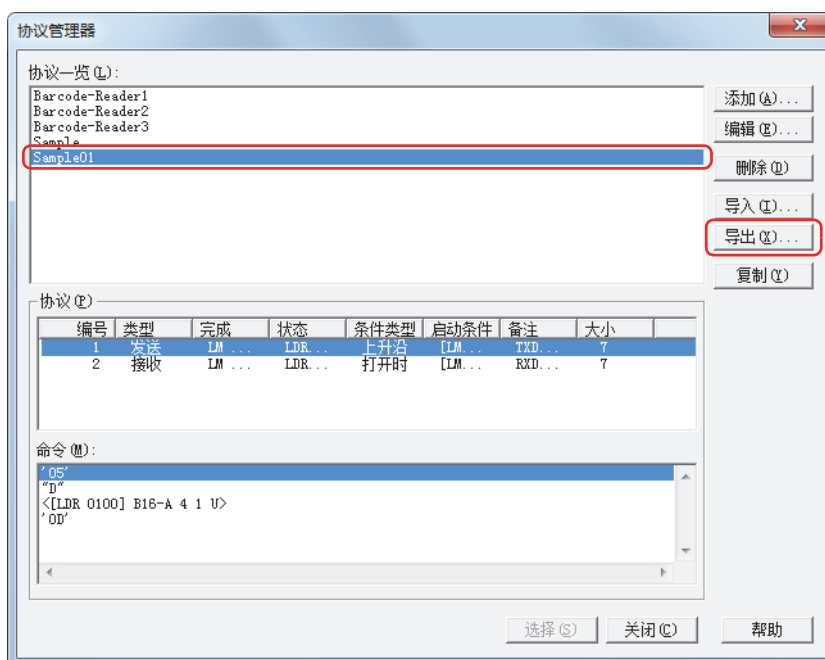 协议管理器
协议一览(L):
Barcode-Reader1
Barcode-Reader2
Barcode-Reader3
Sample
Sample01
添加(A)...
编辑(E)...
删除(D)
导入(I)...
导出(X)...
复制(Y)
协议(P)
编号 类型 完成 状态 条件类型 启动条件 备注 大小
1 发送 LM ... LDR... 上升沿 [LM... TXD... 7
2 接收 LM ... LDR... 打开时 [LM... RXD... 7
命令(M):
'05'
"D"
<[LDR 0100] B16-A 4 1 U>
'0D'
选择(S) 关闭(C) 帮助